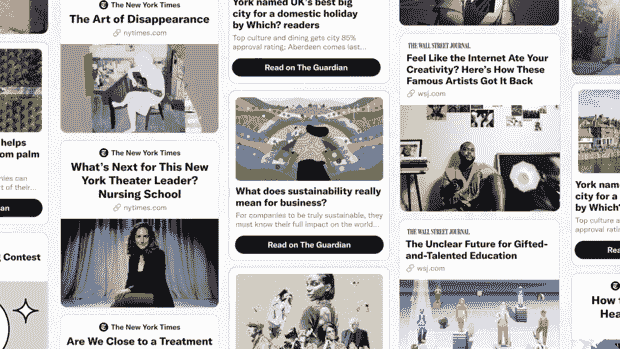 helps
om palm
nies can
t of their...
an
g Contest
The New York Times
The Art of Disappearance
nytimes.com
The New York Times
What's Next for This New
York Theater Leader?
Nursing School
nytimes.com
The New York Times
Are We Close to a Treatment
York named UK's best big
city for a domestic holiday
by Which? readers
Top culture and dining gets city 85%
approval rating; Aberdeen comes last...
Read on The Guardian
What does sustainability really
mean for business?
For companies to be truly sustainable, they
must know their full impact on the world...
Read on The Guardian
THE WALL STREET JOURNAL
Feel Like the Internet Ate Your
Creativity? Here's How These
Famous Artists Got It Back
wsj.com
THE WALL STREET JOURNAL
The Unclear Future for Gifted-
and-Talented Education
wsj.com
York nam
city for a
by Which?
Top culture a
approval ratin
Rea
How t
Hea